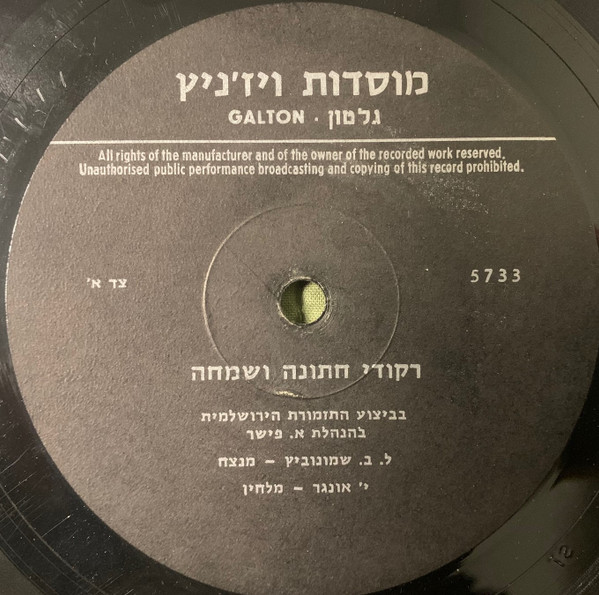 מוסדות ויז'ניץ
גלטון · GALTON
All rights of the manufacturer and of the owner of the recorded work reserved.
Unauthorised public performance broadcasting and copying of this record prohibited.
צד א'
5733
רקודי חתונה ושמחה
בביצוע התזמורת הירושלמית
בהנהלת א. פישר
ל. ב. שמונוביץ – מנצח
י' אונגר – מלחין